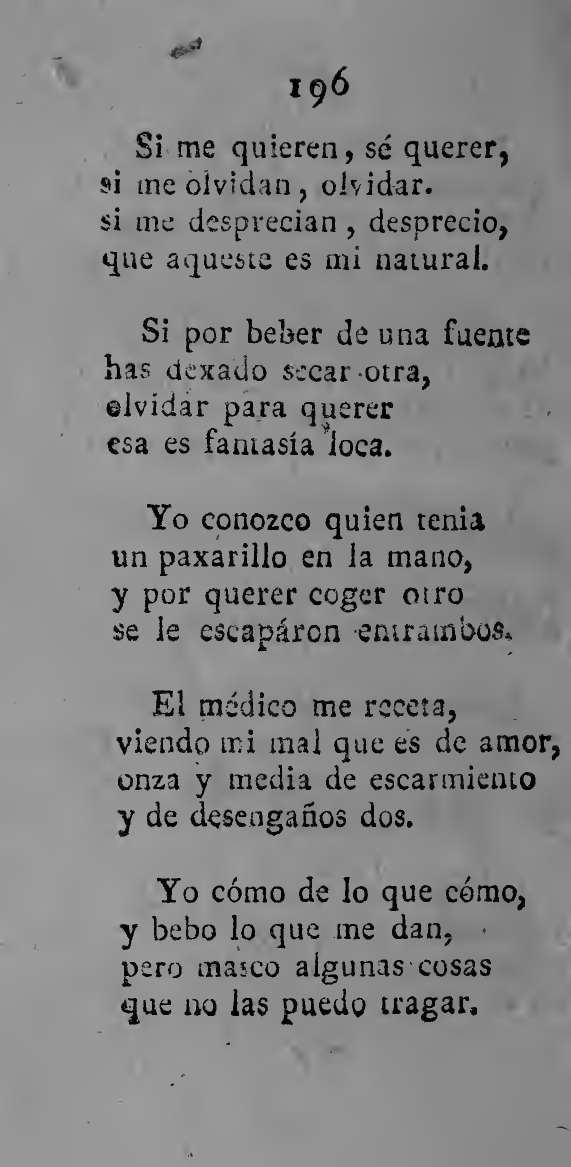 196
Si me quieren, sé querer,
si me olvidan, olvidar.
si me desprecian, desprecio,
que aqueste es mi natural.
Si por beber de una fuente
has dexado secar otra,
olvidar para querer
esa es fantasía loca.
Yo conozco quien tenia
un paxarillo en la mano,
y por querer coger otro
se le escapáron entrambos.
El médico me receta,
viendo mi mal que es de amor,
onza y media de escarmiento
y de desengaños dos.
Yo cómo de lo que cómo,
y bebo lo que me dan,
pero masco algunas cosas
que no las puedo tragar.